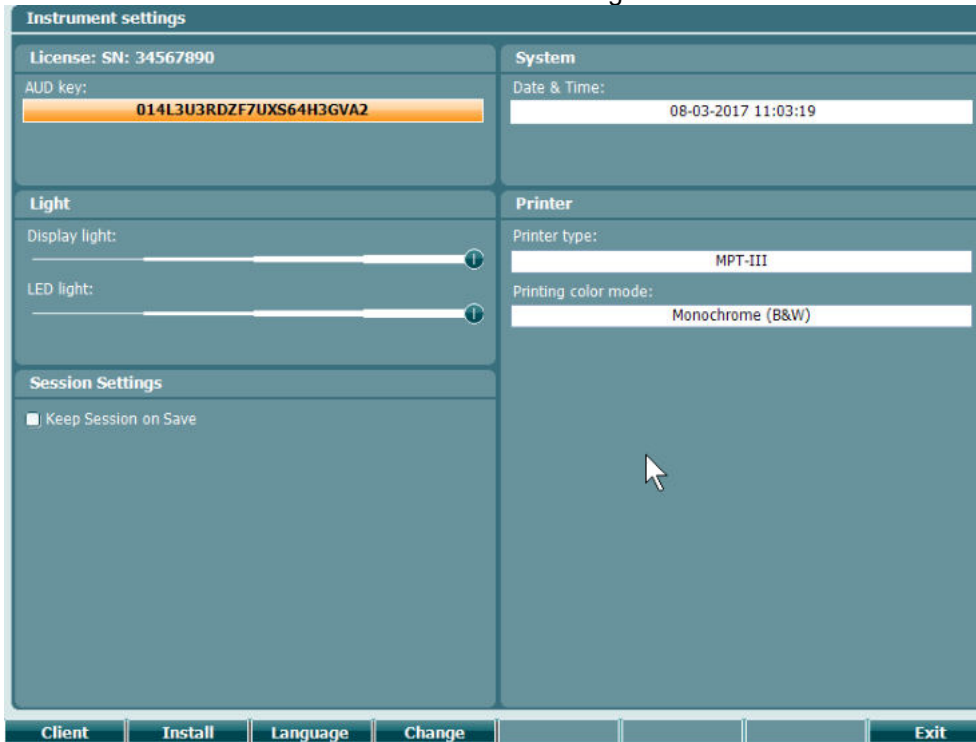 Instrument settings
License: SN: 34567890
AUD key:
014L3U3RDZF7UXS64H3GVA2
Light
Display light:
LED light:
Session Settings
Keep Session on Save
System
Date & Time:
08-03-2017 11:03:19
Printer
Printer type:
MPT-III
Printing color mode:
Monochrome (B&W)
Client Install Language Change Exit